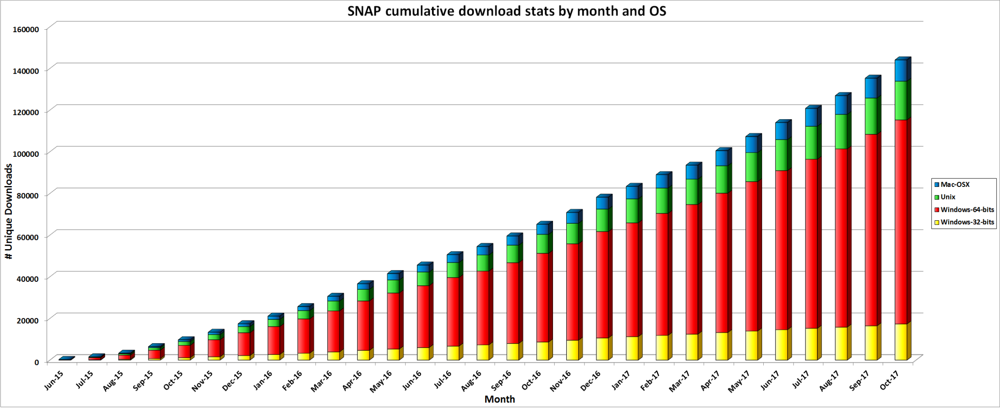 SNAP cumulative download stats by month and OS
160000
140000
120000
100000
80000
60000
40000
20000
0
# Unique Downloads
Jun-15
Jul-15
Aug-15
Sep-15
Oct-15
Nov-15
Dec-15
Jan-16
Feb-16
Mar-16
Apr-16
May-16
Jun-16
Jul-16
Aug-16
Sep-16
Oct-16
Nov-16
Dec-16
Jan-17
Feb-17
Mar-17
Apr-17
May-17
Jun-17
Jul-17
Aug-17
Sep-17
Oct-17
Month
Mac-OSX
Unix
Windows-64-bits
Windows-32-bits